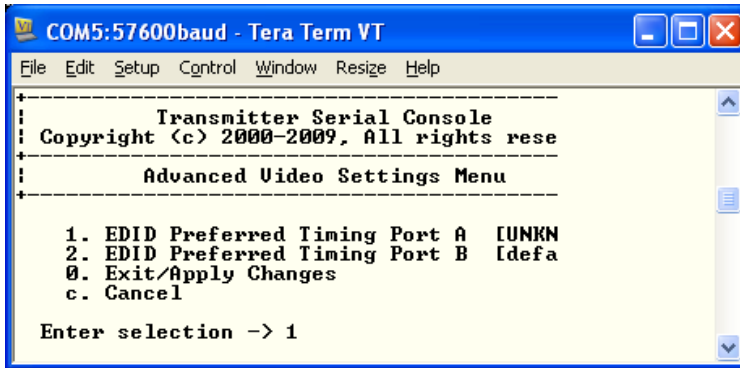 COM5:57600baud - Tera Term VT
File Edit Setup Control Window Resize Help
Transmitter Serial Console
Copyright (c) 2000-2009, All rights rese
Advanced Video Settings Menu
1. EDID Preferred Timing Port A [UNKN
2. EDID Preferred Timing Port B [defa
0. Exit/Apply Changes
c. Cancel
Enter selection -> 1